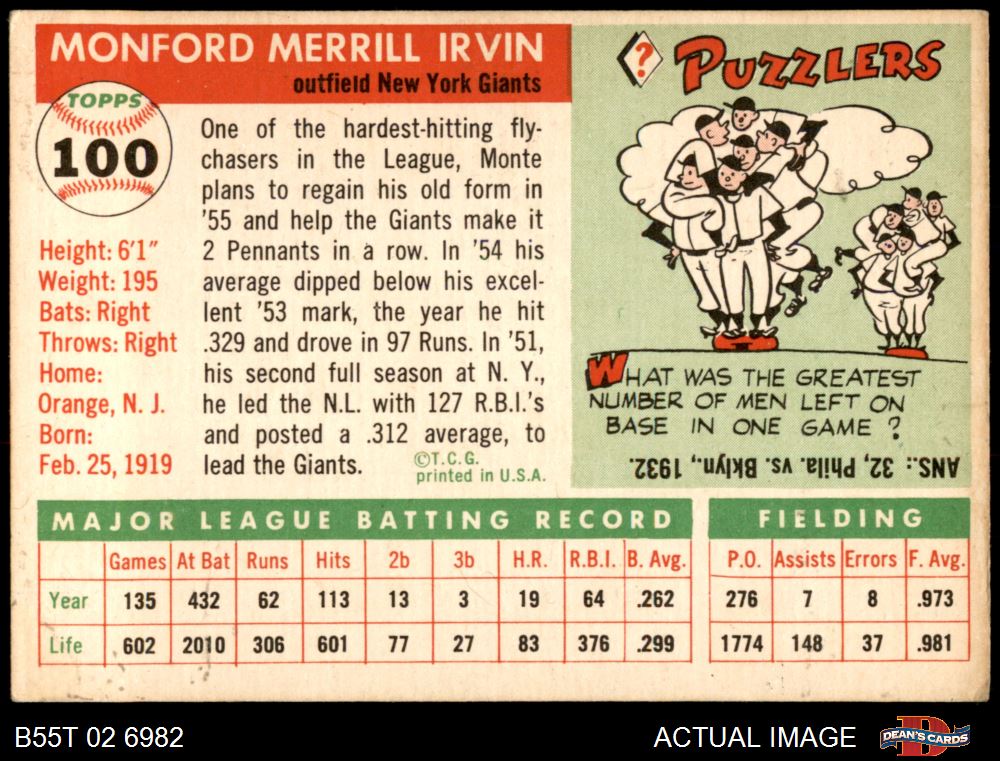 MONFORD MERRILL IRVIN
outfield New York Giants
TOPPS
100
Height: 6'1"
Weight: 195
Bats: Right
Throws: Right
Home:
Orange, N. J.
Born:
Feb. 25, 1919
One of the hardest-hitting fly-
chasers in the League, Monte
plans to regain his old form in
'55 and help the Giants make it
2 Pennants in a row. In '54 his
average dipped below his excel-
lent '53 mark, the year he hit
.329 and drove in 97 Runs. In '51,
his second full season at N. Y.,
he led the N.L. with 127 R.B.I.'s
and posted a .312 average, to
lead the Giants.
©T.C.G.
printed in U.S.A.
? PUZZLERS
WHAT WAS THE GREATEST
NUMBER OF MEN LEFT ON
BASE IN ONE GAME ?
ANS.: 32, Phila. vs. Bklyn., 1932.
MAJOR LEAGUE BATTING RECORD
Games At Bat Runs Hits 2b 3b H.R. R.B.I. B. Avg.
Year 135 432 62 113 13 3 19 64 .262
Life 602 2010 306 601 77 27 83 376 .299
FIELDING
P.O. Assists Errors F. Avg.
276 7 8 .973
1774 148 37 .981
B55T 02 6982
ACTUAL IMAGE
DEAN'S CARDS